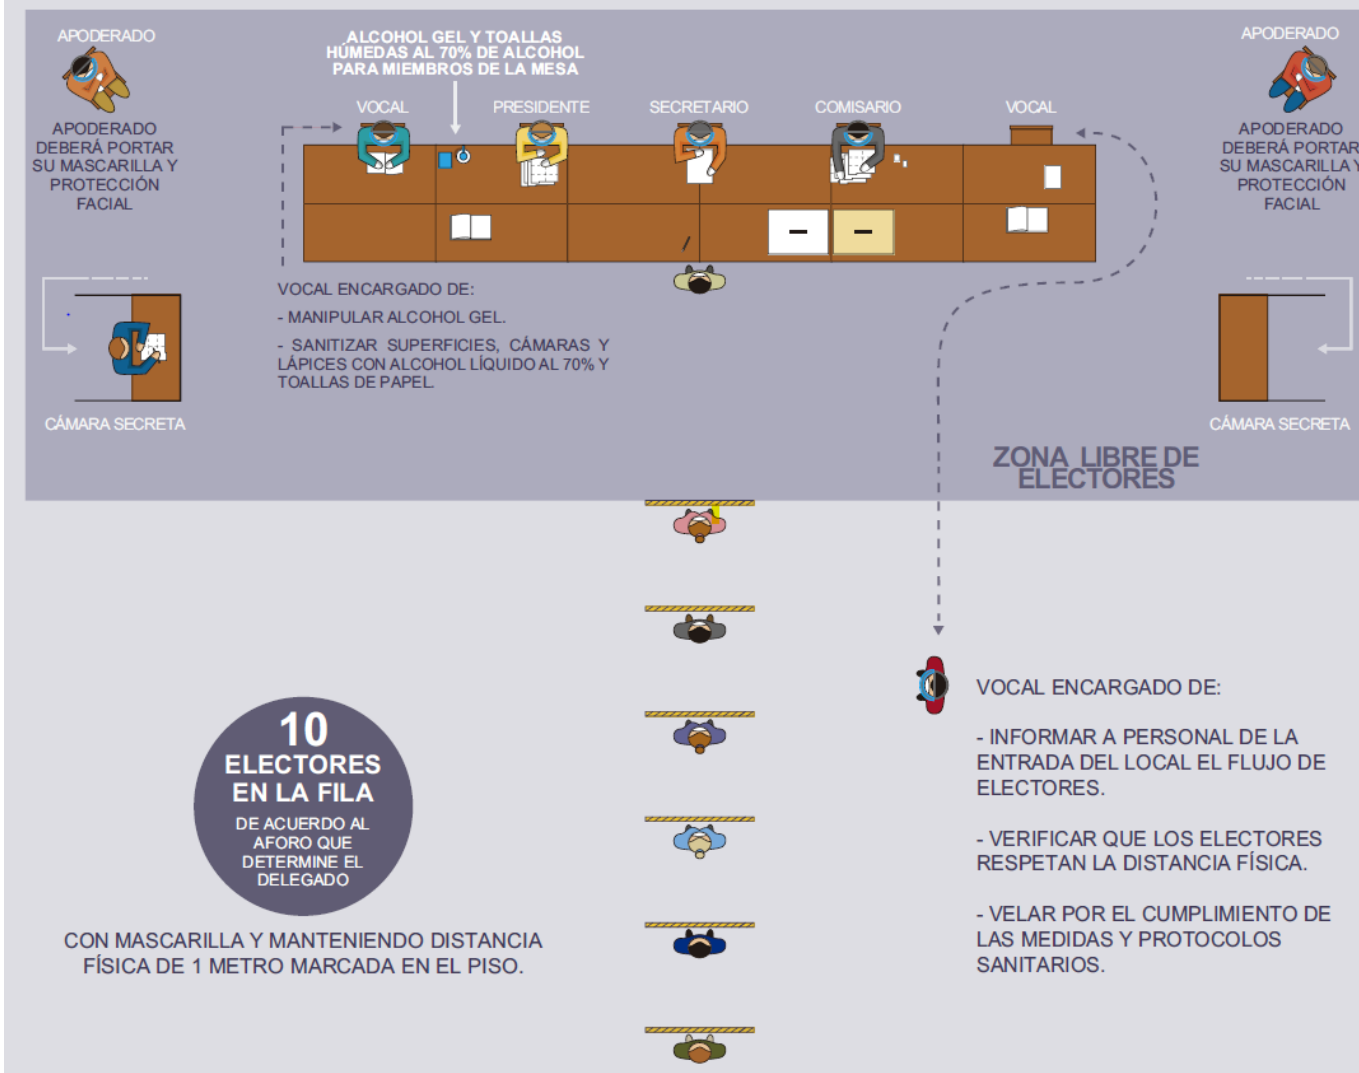 APODERADO
APODERADO
DEBERÁ PORTAR
SU MASCARILLA Y
PROTECCIÓN
FACIAL
ALCOHOL GEL Y TOALLAS
HÚMEDAS AL 70% DE ALCOHOL
PARA MIEMBROS DE LA MESA
VOCAL
PRESIDENTE
SECRETARIO
COMISARIO
VOCAL
APODERADO
APODERADO
DEBERÁ PORTAR
SU MASCARILLA Y
PROTECCIÓN
FACIAL
VOCAL ENCARGADO DE:
- MANIPULAR ALCOHOL GEL.
- SANITIZAR SUPERFICIES, CÁMARAS Y
LÁPICES CON ALCOHOL LÍQUIDO AL 70% Y
TOALLAS DE PAPEL.
CÁMARA SECRETA
CÁMARA SECRETA
ZONA LIBRE DE
ELECTORES
10
ELECTORES
EN LA FILA
DE ACUERDO AL
AFORO QUE
DETERMINE EL
DELEGADO
CON MASCARILLA Y MANTENIENDO DISTANCIA
FÍSICA DE 1 METRO MARCADA EN EL PISO.
VOCAL ENCARGADO DE:
- INFORMAR A PERSONAL DE LA
ENTRADA DEL LOCAL EL FLUJO DE
ELECTORES.
- VERIFICAR QUE LOS ELECTORES
RESPETAN LA DISTANCIA FÍSICA.
- VELAR POR EL CUMPLIMIENTO DE
LAS MEDIDAS Y PROTOCOLOS
SANITARIOS.